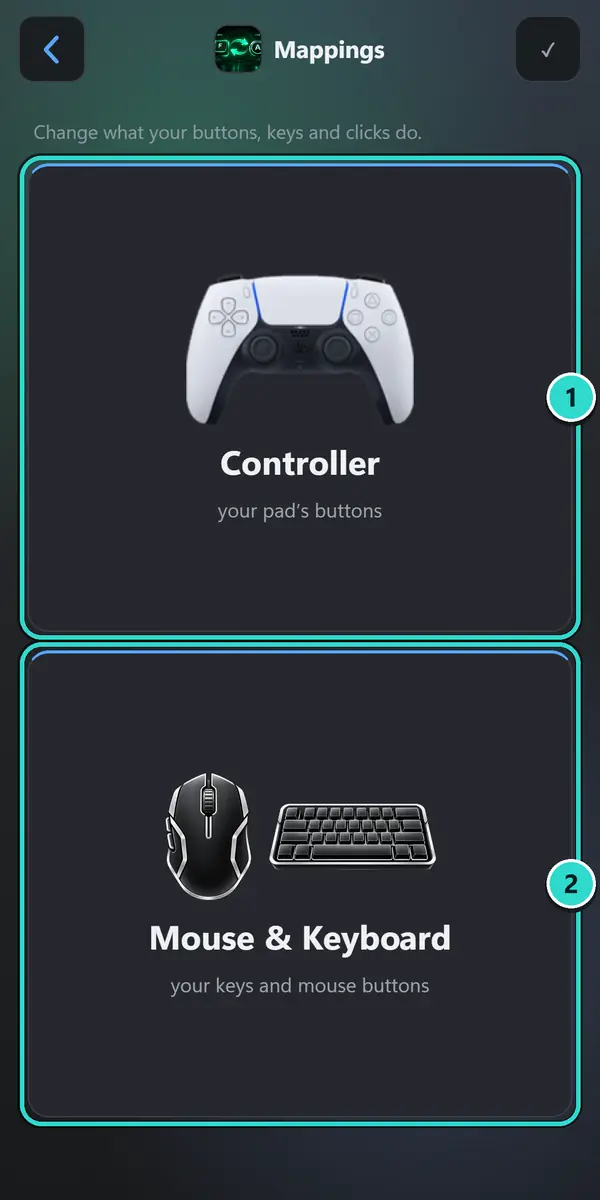 Mappings
✓
Change what your buttons, keys and clicks do.
1
Controller
your pad's buttons
2
Mouse & Keyboard
your keys and mouse buttons